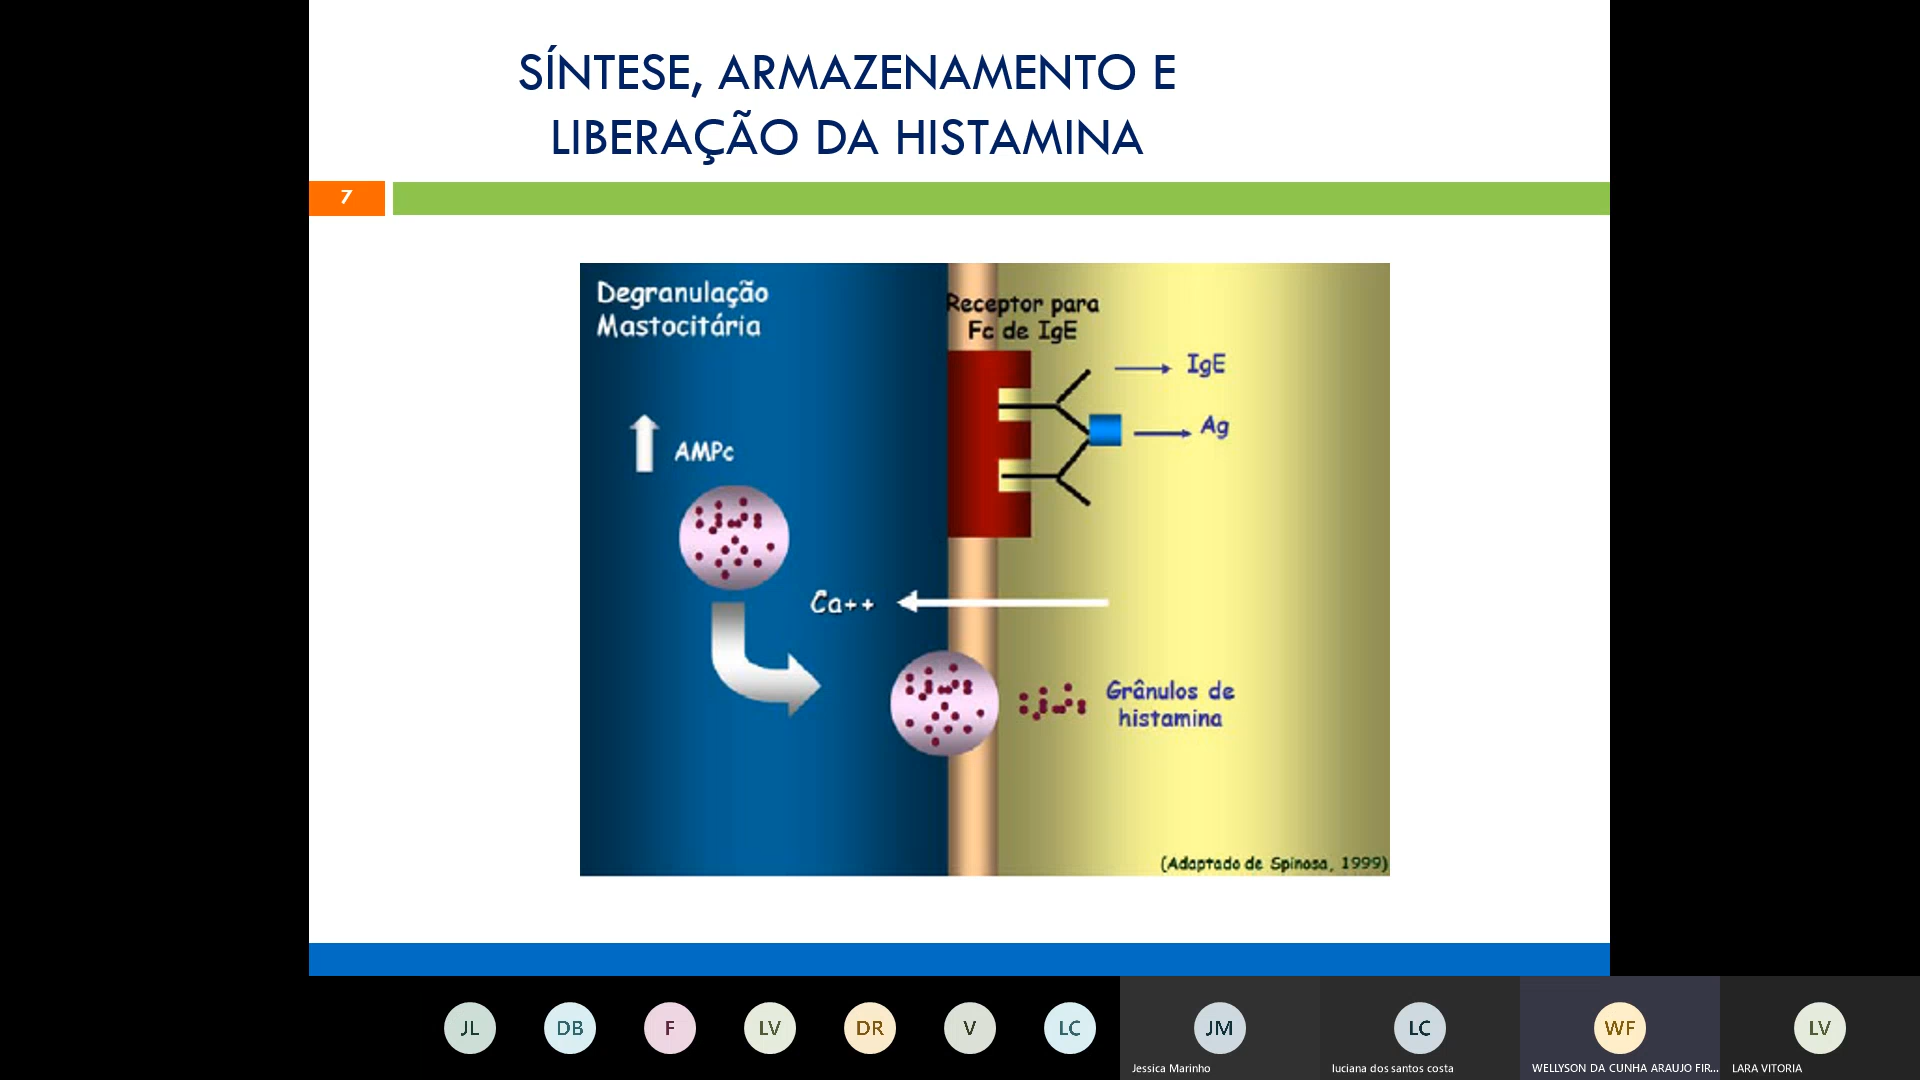 SÍNTESE, ARMAZENAMENTO E
LIBERAÇÃO DA HISTAMINA
7
Degranulação
Mastocitária
Receptor para
Fc de IgE
IgE
Ag
AMPc
Ca++
Grânulos de
histamina
(Adaptado de Spinosa, 1999)
JL
DB
F
LV
DR
V
LC
JM
LC
WF
LV
Jessica Marinho
luciana dos santos costa
WELLYSON DA CUNHA ARAUJO FIR...
LARA VITORIA